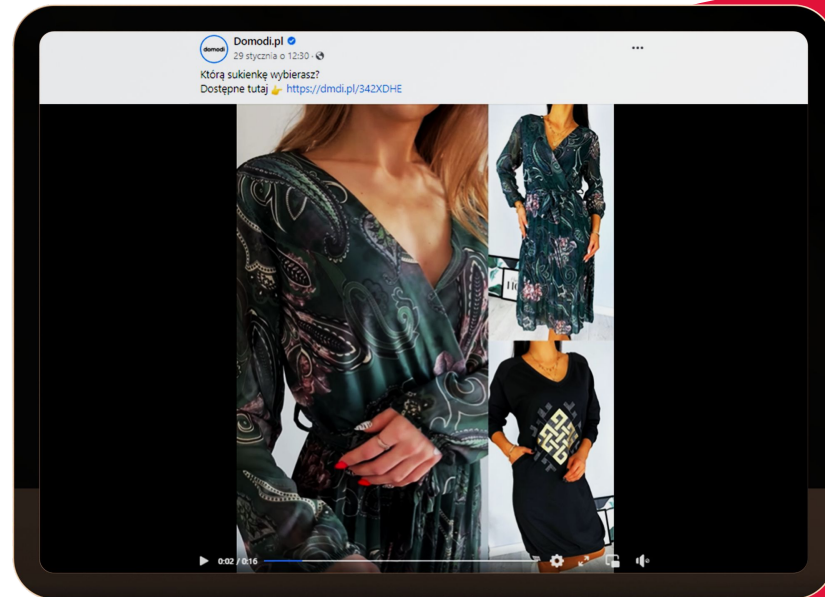 domodi
Domodi.pl
29 stycznia o 12:30 ·
Którą sukienkę wybierasz?
Dostępne tutaj 👉 https://dmdi.pl/342XDHE
0:02 / 0:16